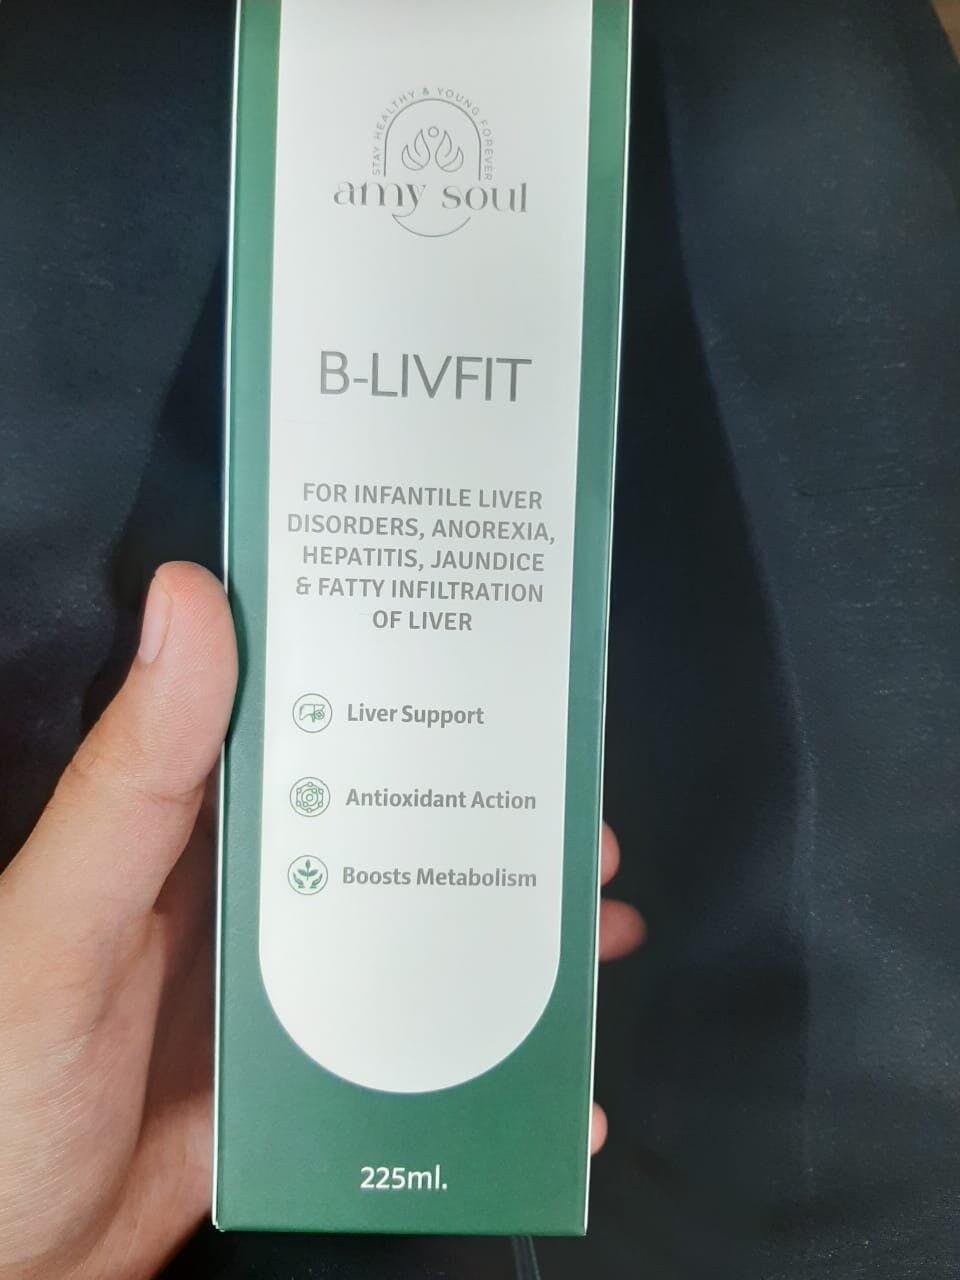 STAY HEALTHY & YOUNG FOREVER
amy soul
B-LIVFIT
FOR INFANTILE LIVER
DISORDERS, ANOREXIA,
HEPATITIS, JAUNDICE
& FATTY INFILTRATION
OF LIVER
Liver Support
Antioxidant Action
Boosts Metabolism
225ml.